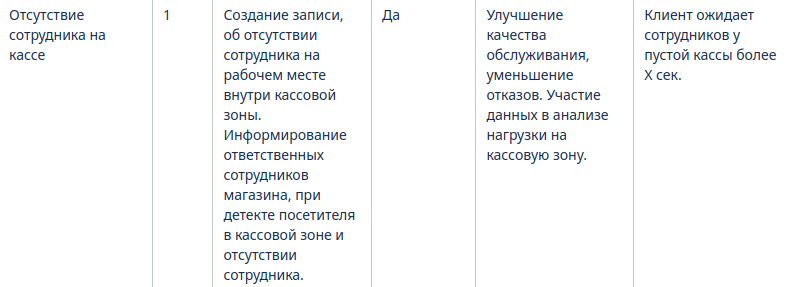 Отсутствие
сотрудника на
кассе
1
Создание записи,
об отсутствии
сотрудника на
рабочем месте
внутри кассовой
зоны.
Информирование
ответственных
сотрудников
магазина, при
детекте посетителя
в кассовой зоне и
отсутствии
сотрудника.
Да
Улучшение
качества
обслуживания,
уменьшение
отказов. Участие
данных в анализе
нагрузки на
кассовую зону.
Клиент ожидает
сотрудников у
пустой кассы более
X сек.